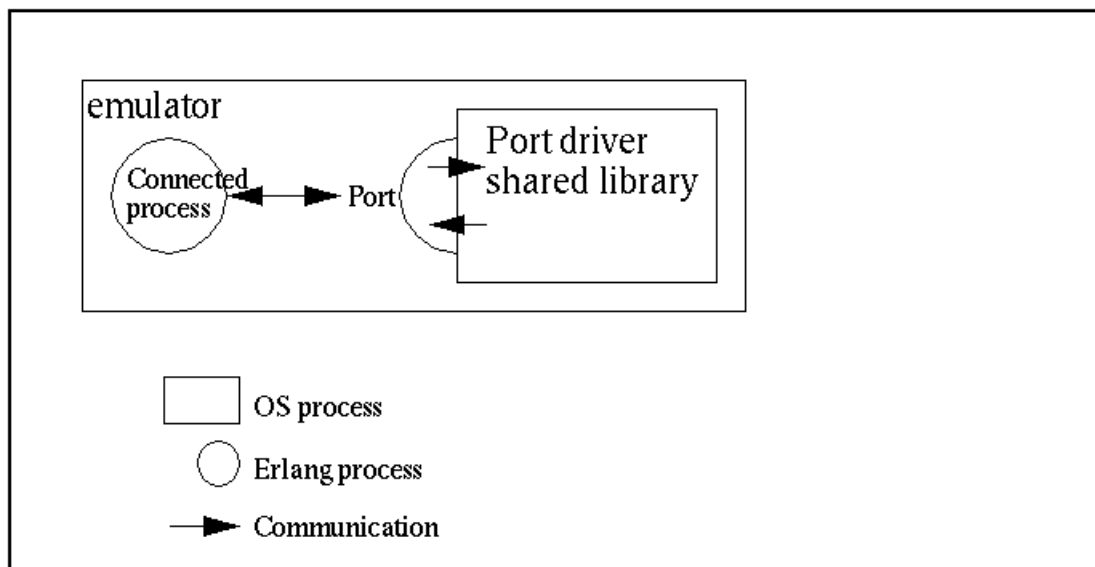 emulator
Connected
process
Port
Port driver
shared library
OS process
Erlang process
Communication